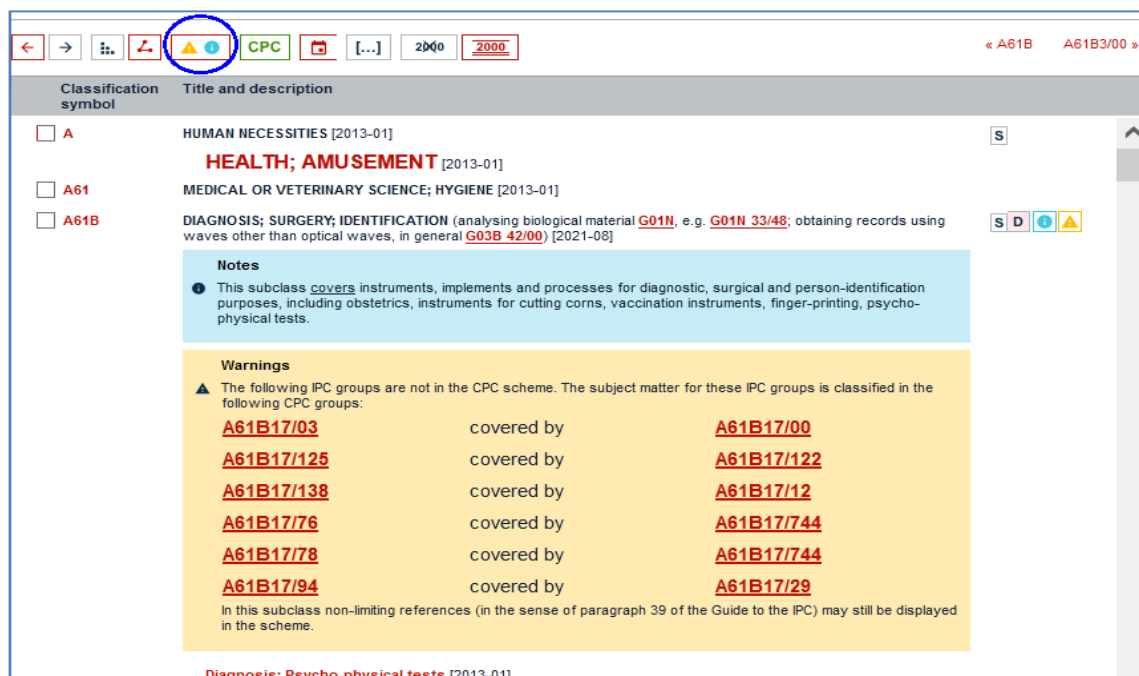 CPC [...] 2000 2000 « A61B A61B3/00 »
Classification symbol Title and description
A HUMAN NECESSITIES [2013-01] S
HEALTH; AMUSEMENT [2013-01]
A61 MEDICAL OR VETERINARY SCIENCE; HYGIENE [2013-01]
A61B DIAGNOSIS; SURGERY; IDENTIFICATION (analysing biological material G01N, e.g. G01N 33/48; obtaining records using S D
waves other than optical waves, in general G03B 42/00) [2021-08]
Notes
This subclass covers instruments, implements and processes for diagnostic, surgical and person-identification
purposes, including obstetrics, instruments for cutting corns, vaccination instruments, finger-printing, psycho-
physical tests.
Warnings
The following IPC groups are not in the CPC scheme. The subject matter for these IPC groups is classified in the
following CPC groups:
A61B17/03 covered by A61B17/00
A61B17/125 covered by A61B17/122
A61B17/138 covered by A61B17/12
A61B17/76 covered by A61B17/744
A61B17/78 covered by A61B17/744
A61B17/94 covered by A61B17/29
In this subclass non-limiting references (in the sense of paragraph 39 of the Guide to the IPC) may still be displayed
in the scheme.
Diagnosis; Psycho-physical tests [2013-01]